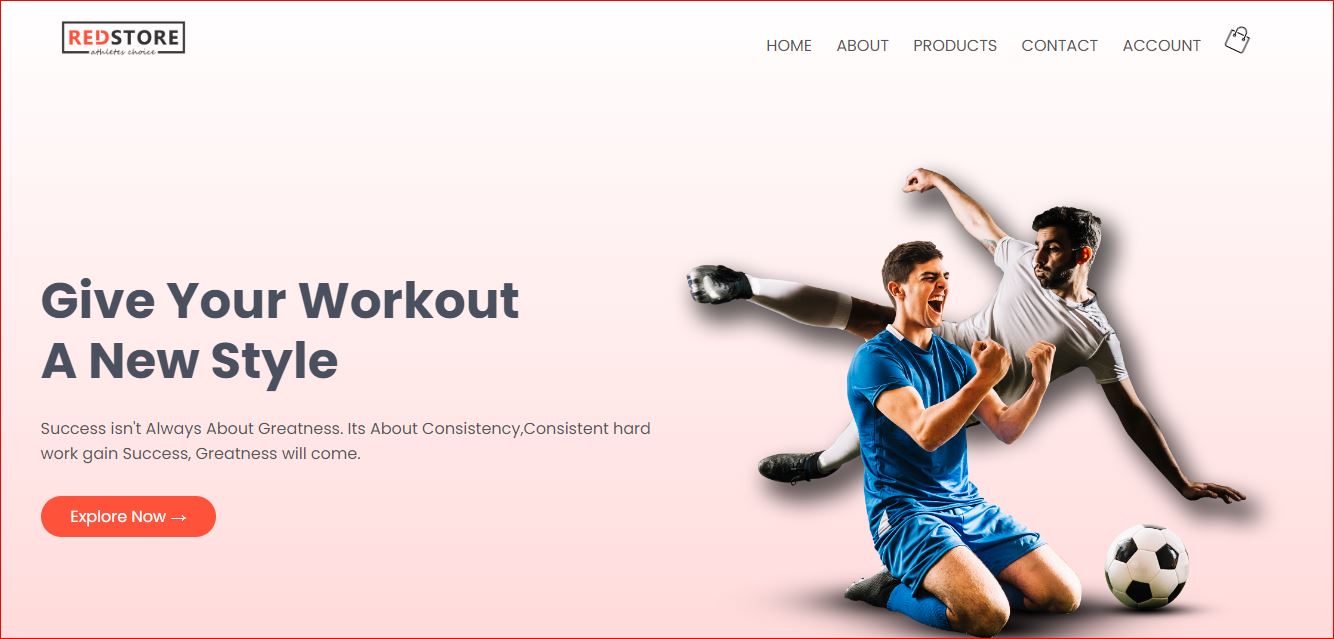 REDSTORE
athletes choice
HOME ABOUT PRODUCTS CONTACT ACCOUNT
Give Your Workout
A New Style
Success isn't Always About Greatness. Its About Consistency,Consistent hard
work gain Success, Greatness will come.
Explore Now →